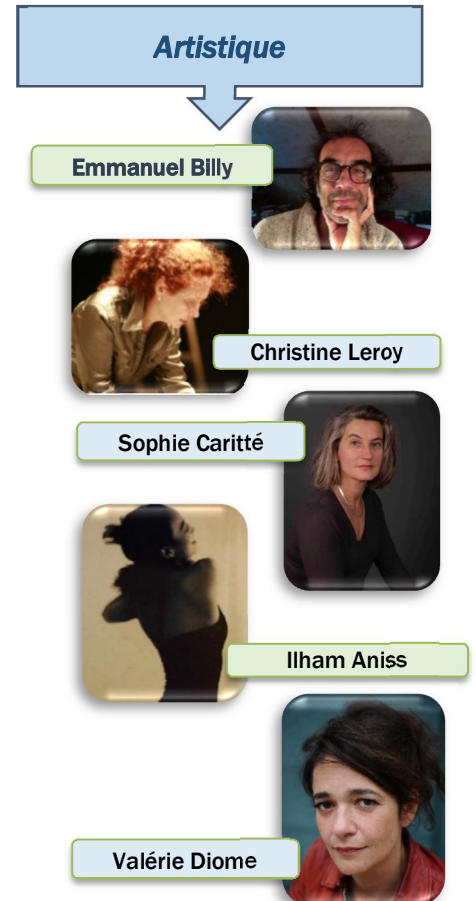 Artistique
Emmanuel Billy
Christine Leroy
Sophie Caritté
Ilham Aniss
Valérie Diome